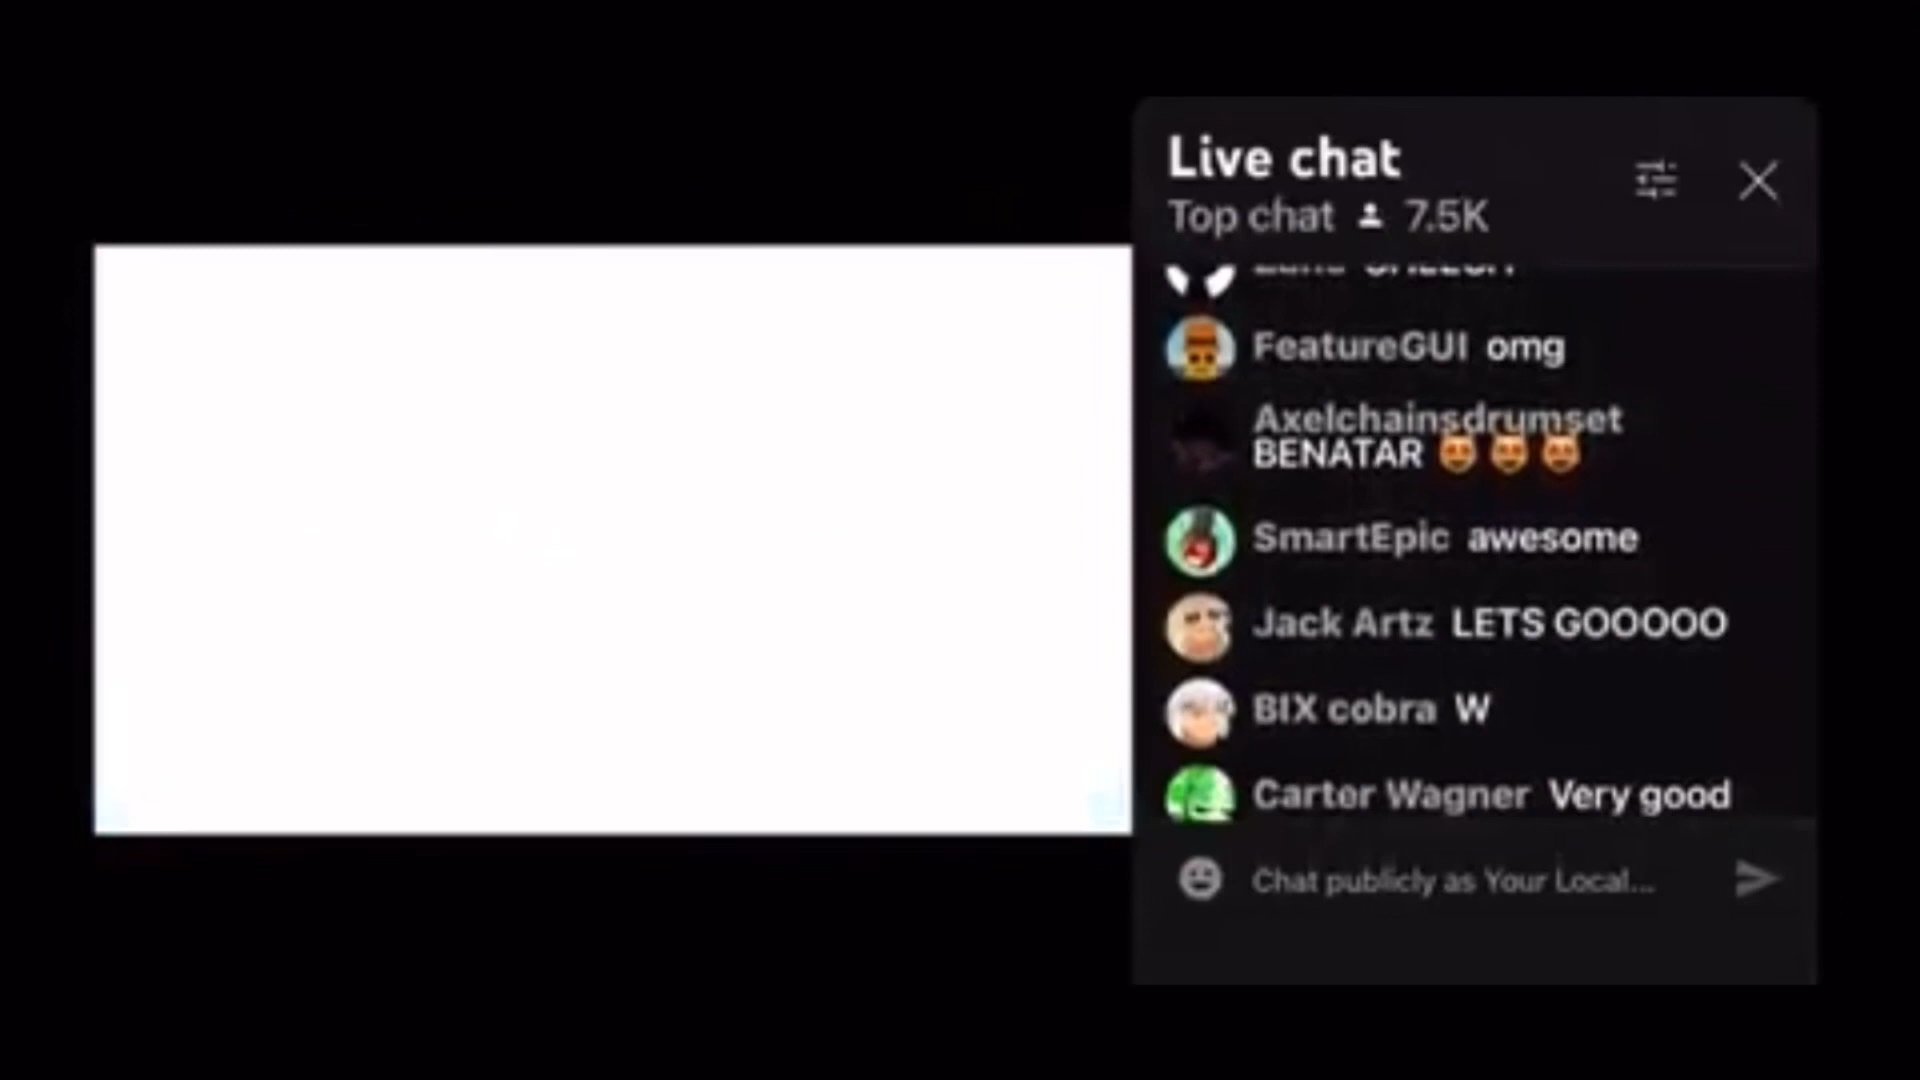 Live chat
Top chat 7.5K
FeatureGUI omg
Axelchainsdrumset
BENATAR
SmartEpic awesome
Jack Artz LETS GOOOOO
BIX cobra W
Carter Wagner Very good
Chat publicly as Your Local...